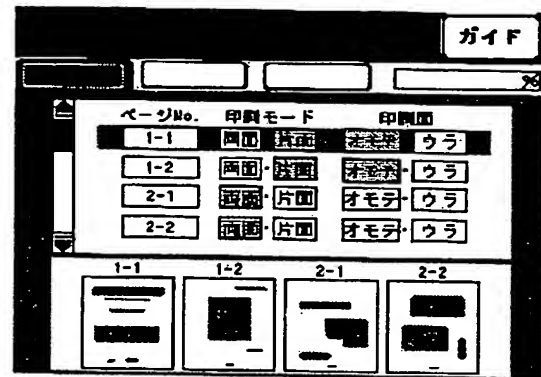 ガイド
%
ページNo. 印刷モード 印刷面
1-1 両面 片面 オモテ ウラ
1-2 両面・片面 オモテ・ウラ
2-1 両面・片面 オモテ・ウラ
2-2 両面・片面 オモテ・ウラ
1-1 1-2 2-1 2-2